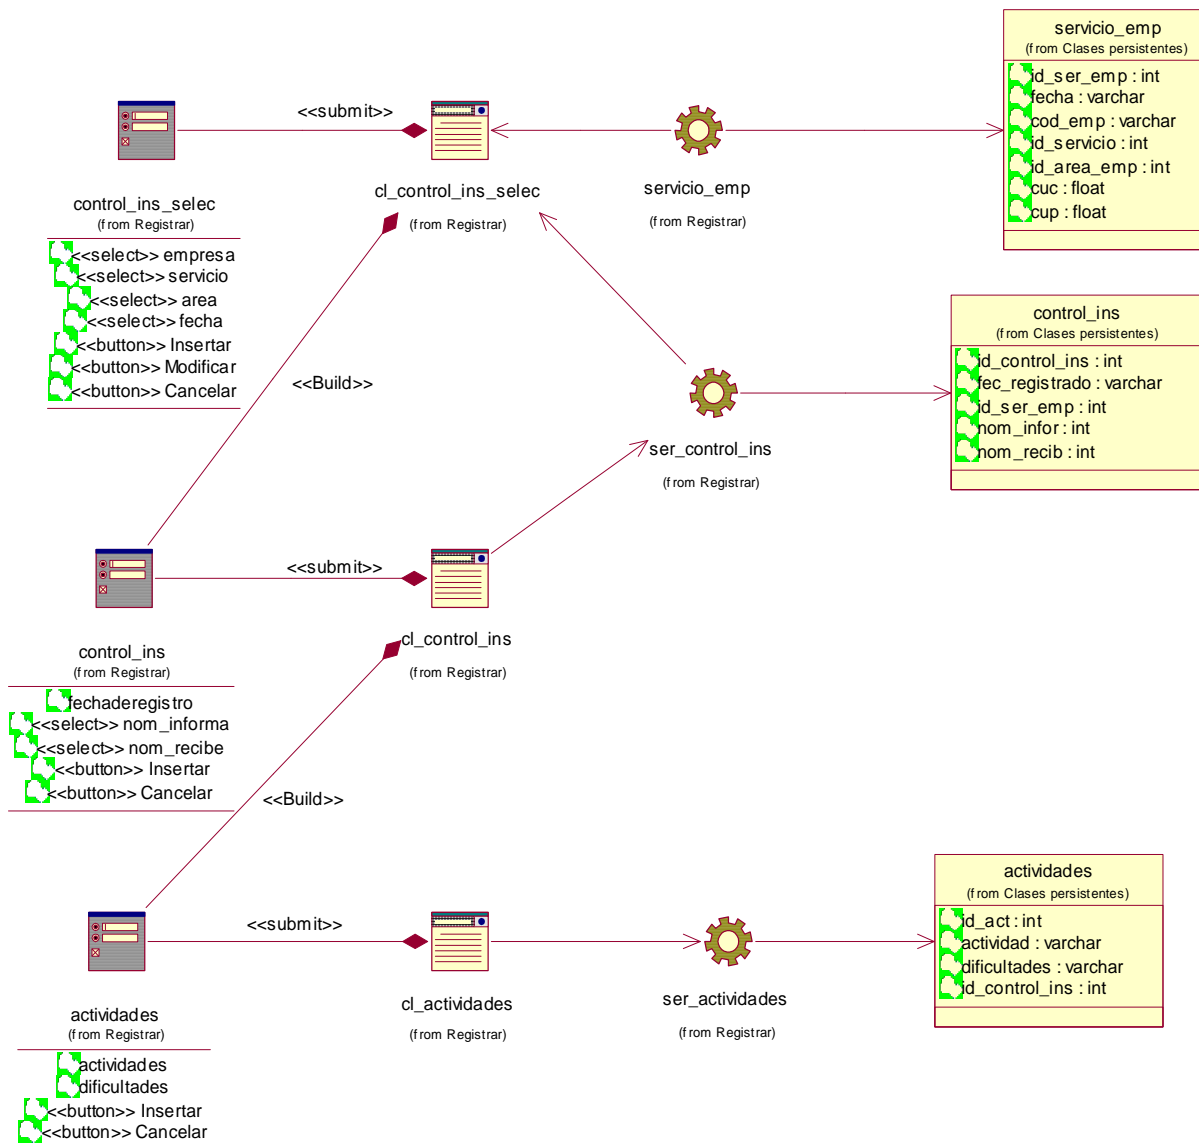 servicio_emp
(from Clases persistentes)
id_ser_emp : int
fecha : varchar
cod_emp : varchar
id_servicio : int
id_area_emp : int
cuc : float
cup : float
<<submit>>
control_ins_selec
(from Registrar)
<<select>> empresa
<<select>> servicio
<<select>> area
<<select>> fecha
<<button>> Insertar
<<button>> Modificar
<<button>> Cancelar
cl_control_ins_selec
(from Registrar)
servicio_emp
(from Registrar)
<<Build>>
control_ins
(from Clases persistentes)
id_control_ins : int
fec_registrado : varchar
id_ser_emp : int
nom_infor : int
nom_recib : int
ser_control_ins
(from Registrar)
<<submit>>
control_ins
(from Registrar)
fechaderegistro
<<select>> nom_informa
<<select>> nom_recibe
<<button>> Insertar
<<button>> Cancelar
cl_control_ins
(from Registrar)
<<Build>>
<<submit>>
actividades
(from Registrar)
actividades
dificultades
<<button>> Insertar
<<button>> Cancelar
cl_actividades
(from Registrar)
ser_actividades
(from Registrar)
actividades
(from Clases persistentes)
id_act : int
actividad : varchar
dificultades : varchar
id_control_ins : int